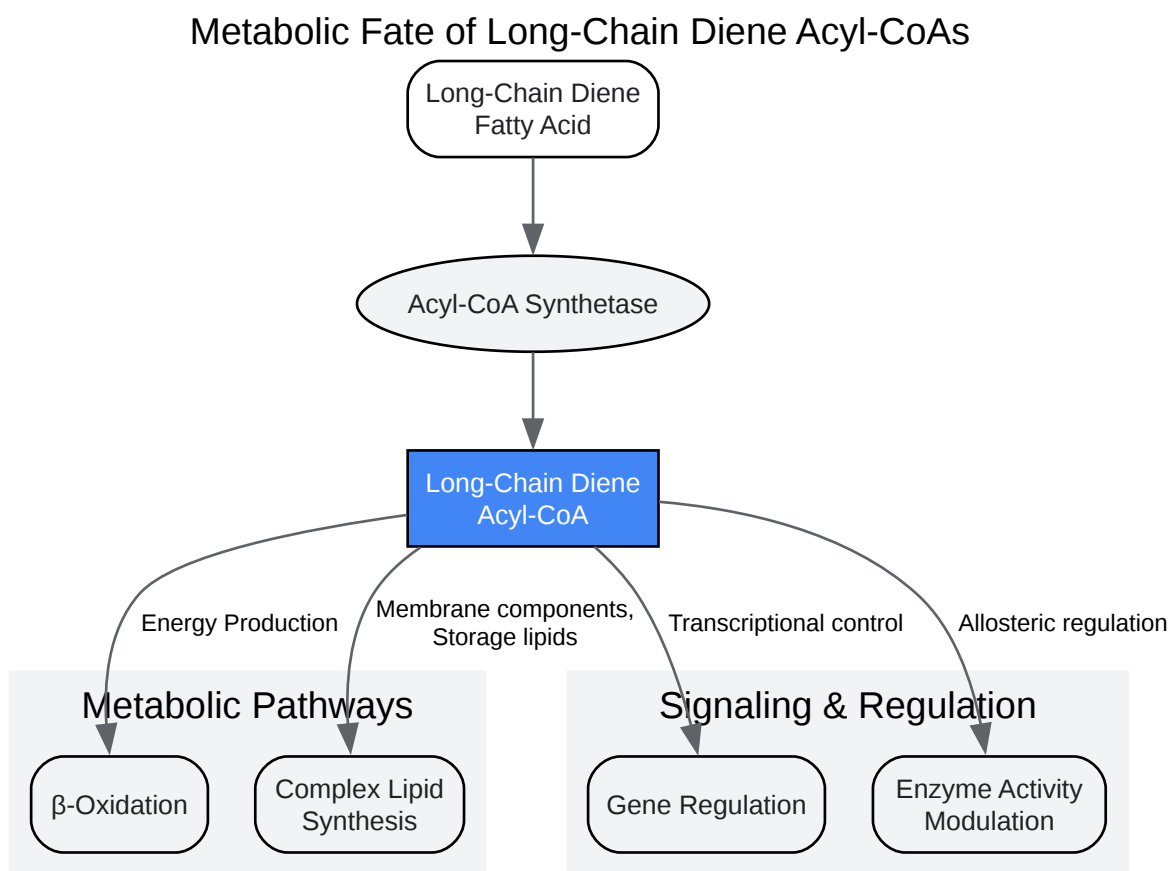 Metabolic Fate of Long-Chain Diene Acyl-CoAs
Long-Chain Diene
Fatty Acid
Acyl-CoA Synthetase
Long-Chain Diene
Acyl-CoA
Energy Production
Membrane components,
Storage lipids
Transcriptional control
Allosteric regulation
Metabolic Pathways
Signaling & Regulation
β-Oxidation
Complex Lipid
Synthesis
Gene Regulation
Enzyme Activity
Modulation